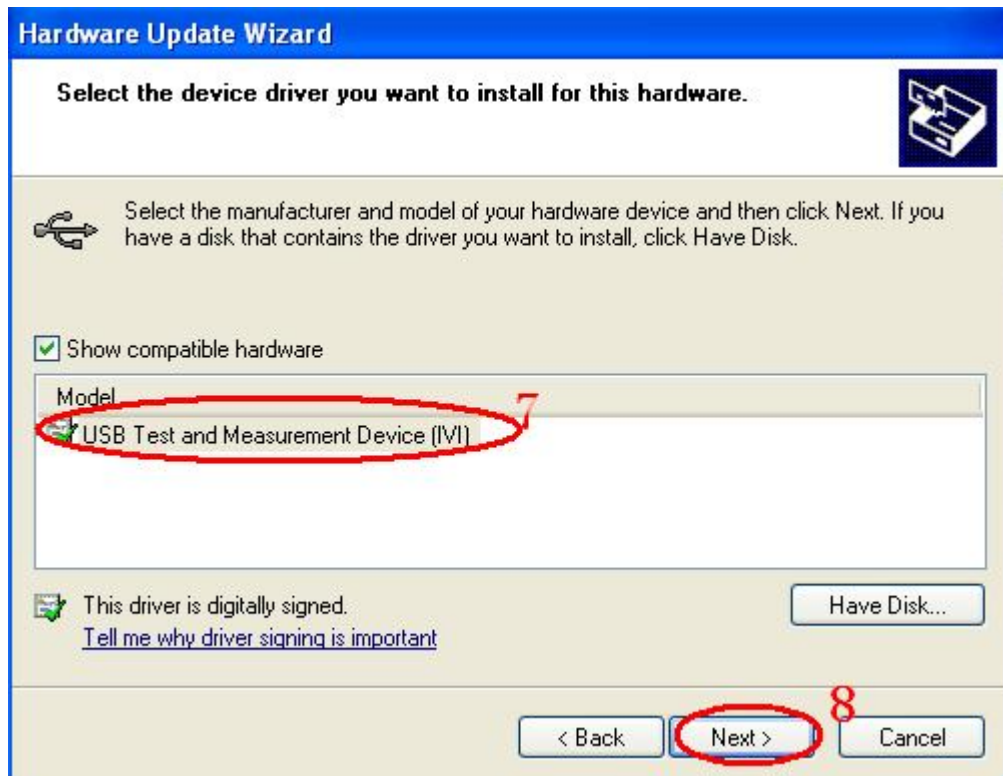 Hardware Update Wizard
Select the device driver you want to install for this hardware.
Select the manufacturer and model of your hardware device and then click Next. If you
have a disk that contains the driver you want to install, click Have Disk.
Show compatible hardware
Model
7
USB Test and Measurement Device (IVI)
This driver is digitally signed.
Have Disk...
Tell me why driver signing is important
8
< Back
Next >
Cancel